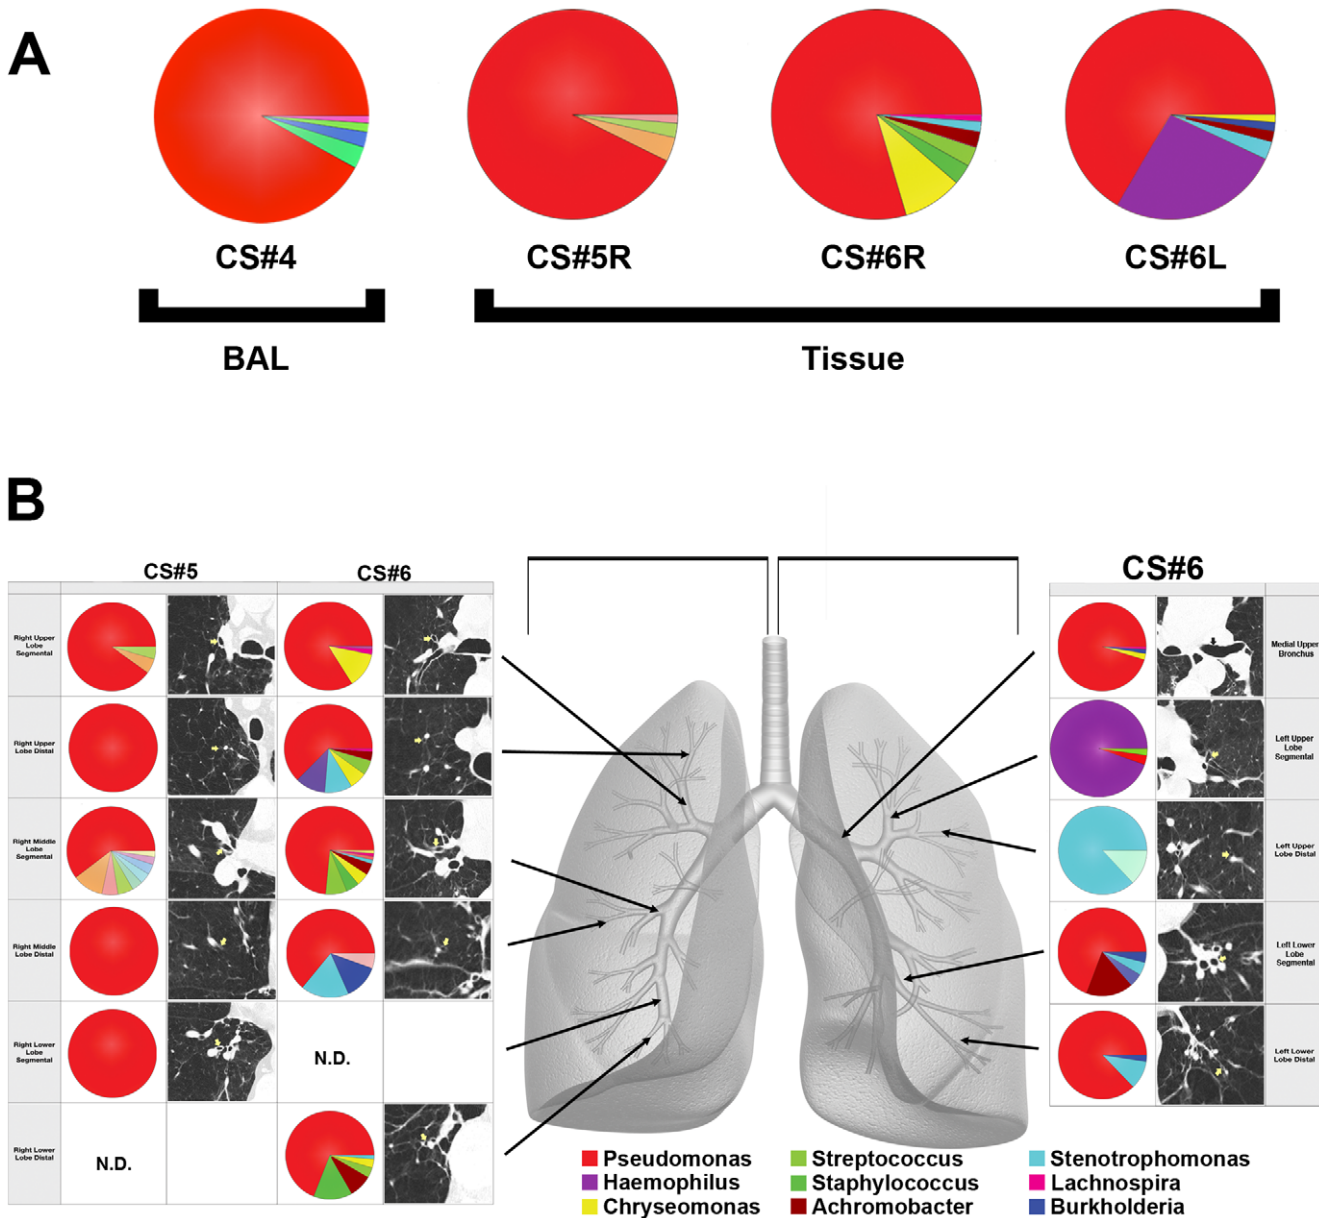 A
CS#4
CS#5R
CS#6R
CS#6L
BAL
Tissue
B
CS#5
CS#6
CS#6
Right Upper
Lobe
Segmental
Right Upper
Lobe Distal
Right Middle
Lobe
Segmental
Right Middle
Lobe Distal
Right Lower
Lobe
Segmental
N.D.
Right Lower
Lobe Distal
N.D.
Medial Upper
Bronchus
Left Upper
Lobe
Segmental
Left Upper
Lobe Distal
Left Lower
Lobe
Segmental
Left Lower
Lobe Distal
Pseudomonas
Haemophilus
Chryseomonas
Streptococcus
Staphylococcus
Achromobacter
Stenotrophomonas
Lachnospira
Burkholderia